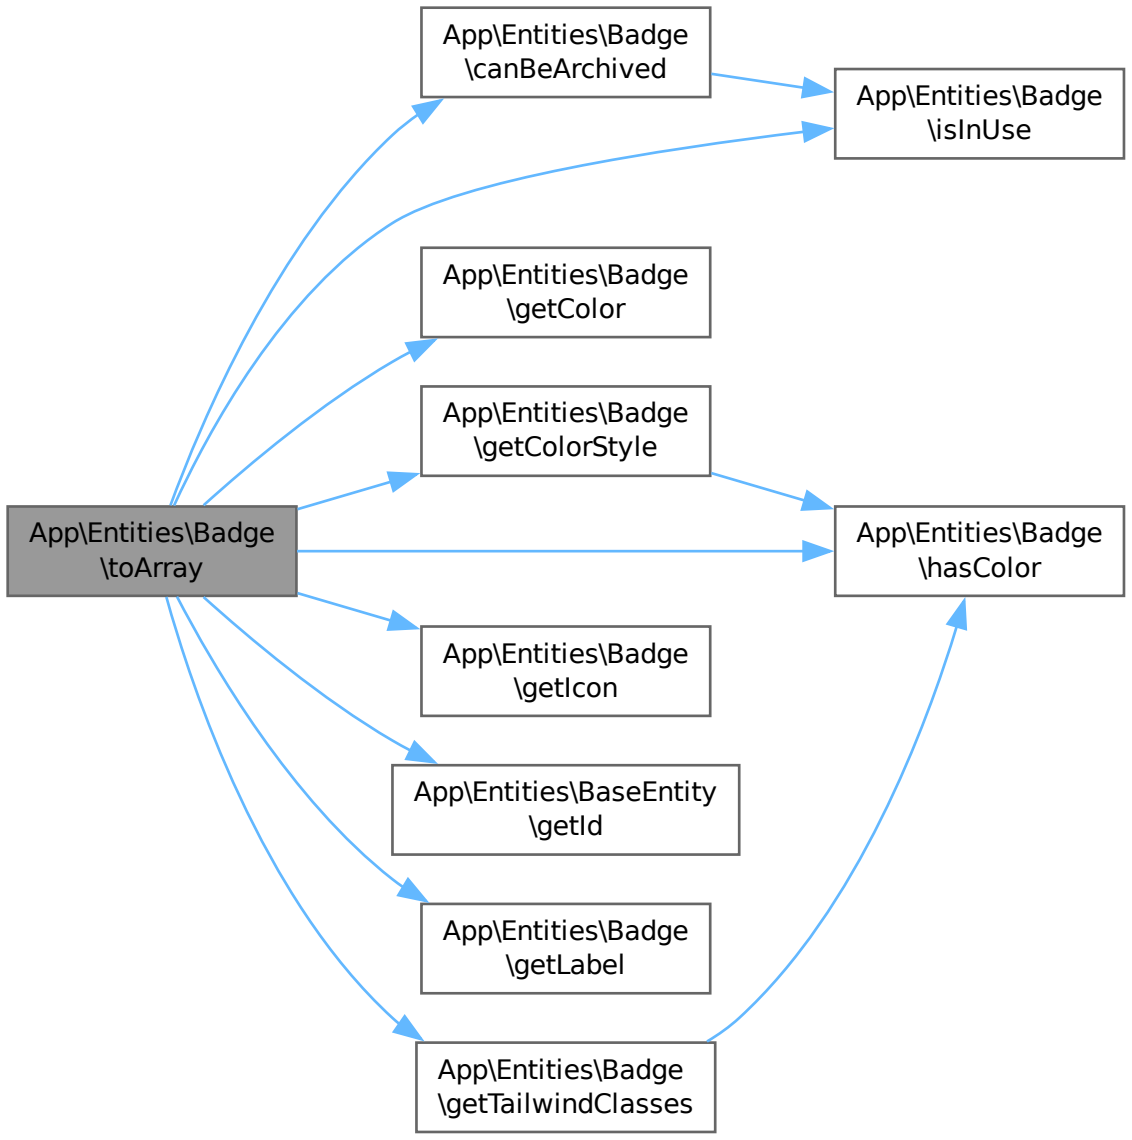 App\Entities\Badge
\toArray
App\Entities\Badge
\canBeArchived
App\Entities\Badge
\isInUse
App\Entities\Badge
\getColor
App\Entities\Badge
\getColorStyle
App\Entities\Badge
\hasColor
App\Entities\Badge
\getIcon
App\Entities\BaseEntity
\getId
App\Entities\Badge
\getLabel
App\Entities\Badge
\getTailwindClasses